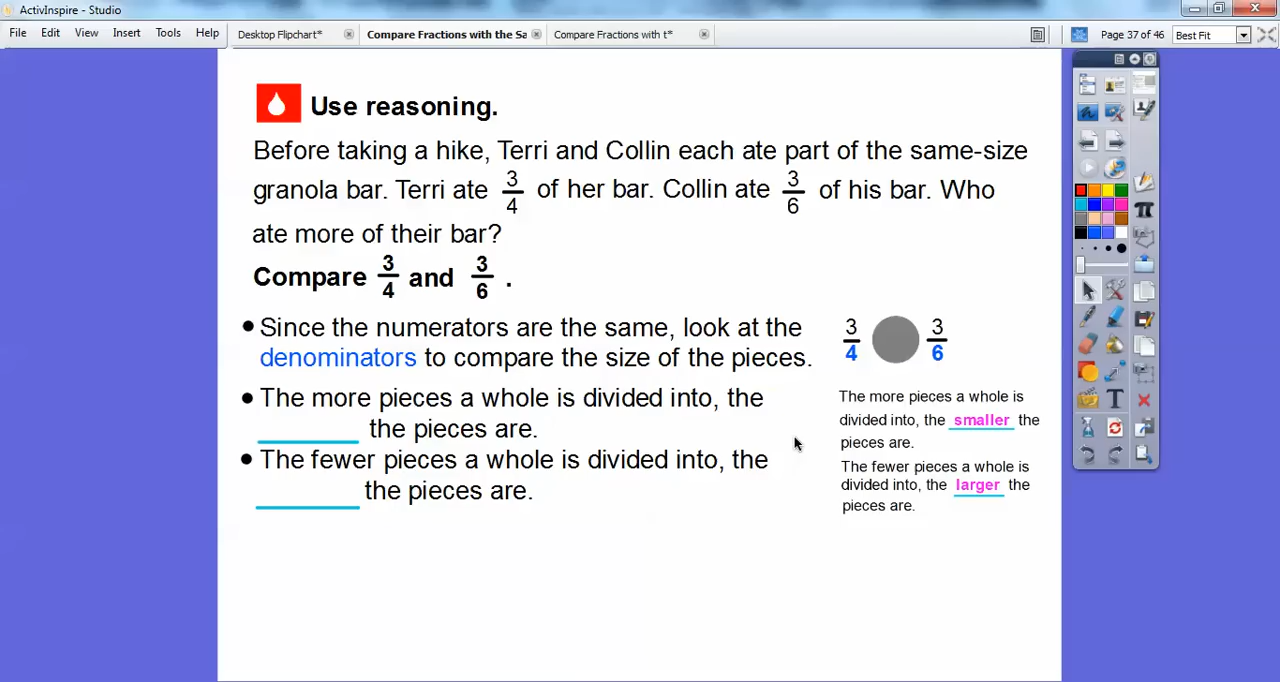 ActivInspire - Studio
File Edit View Insert Tools Help
Desktop Flipchart*
Compare Fractions with the Sa
Compare Fractions with t*
Page 37 of 46
Best Fit
Use reasoning.
Before taking a hike, Terri and Collin each ate part of the same-size
granola bar. Terri ate 3/4 of her bar. Collin ate 3/6 of his bar. Who
ate more of their bar?
Compare 3/4 and 3/6 .
• Since the numerators are the same, look at the
denominators to compare the size of the pieces.
• The more pieces a whole is divided into, the
______ the pieces are.
• The fewer pieces a whole is divided into, the
______ the pieces are.
3/4 3/6
The more pieces a whole is
divided into, the smaller the
pieces are.
The fewer pieces a whole is
divided into, the larger the
pieces are.